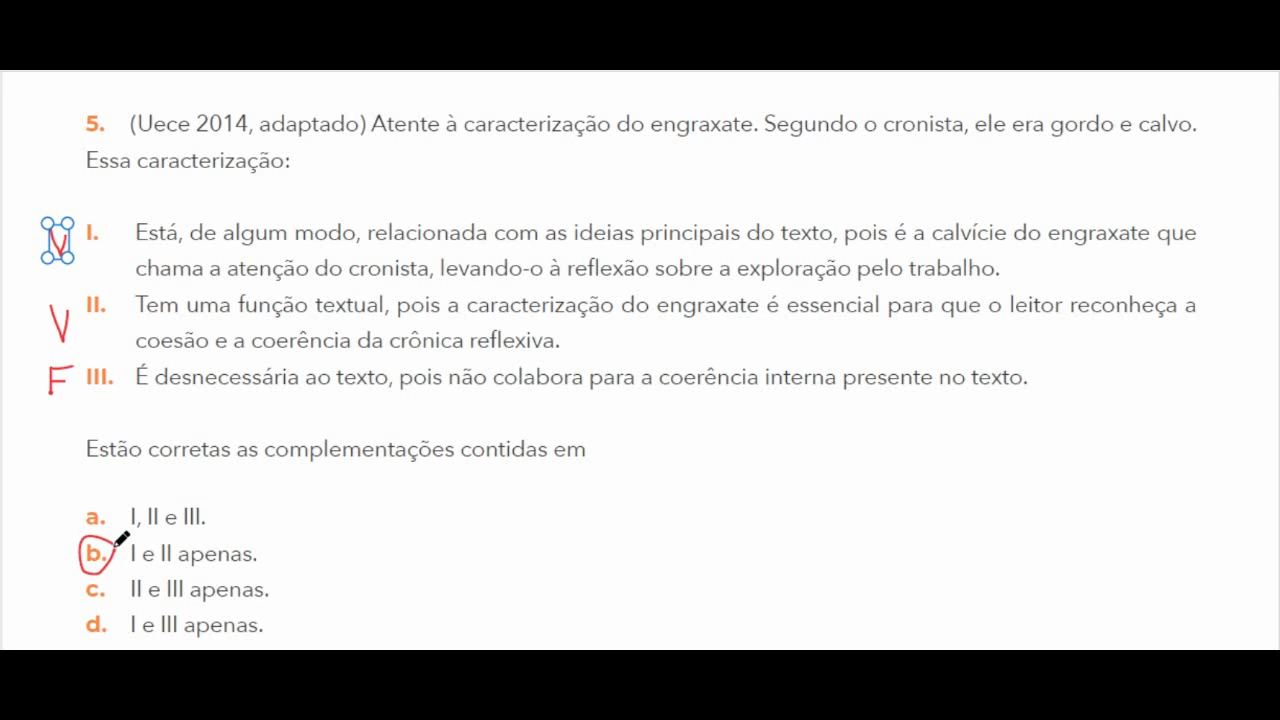 5. (Uece 2014, adaptado) Atente à caracterização do engraxate. Segundo o cronista, ele era gordo e calvo.
Essa caracterização:
V I. Está, de algum modo, relacionada com as ideias principais do texto, pois é a calvície do engraxate que
chama a atenção do cronista, levando-o à reflexão sobre a exploração pelo trabalho.
V II. Tem uma função textual, pois a caracterização do engraxate é essencial para que o leitor reconheça a
coesão e a coerência da crônica reflexiva.
F III. É desnecessária ao texto, pois não colabora para a coerência interna presente no texto.
Estão corretas as complementações contidas em
a. I, II e III.
b. I e II apenas.
c. II e III apenas.
d. I e III apenas.